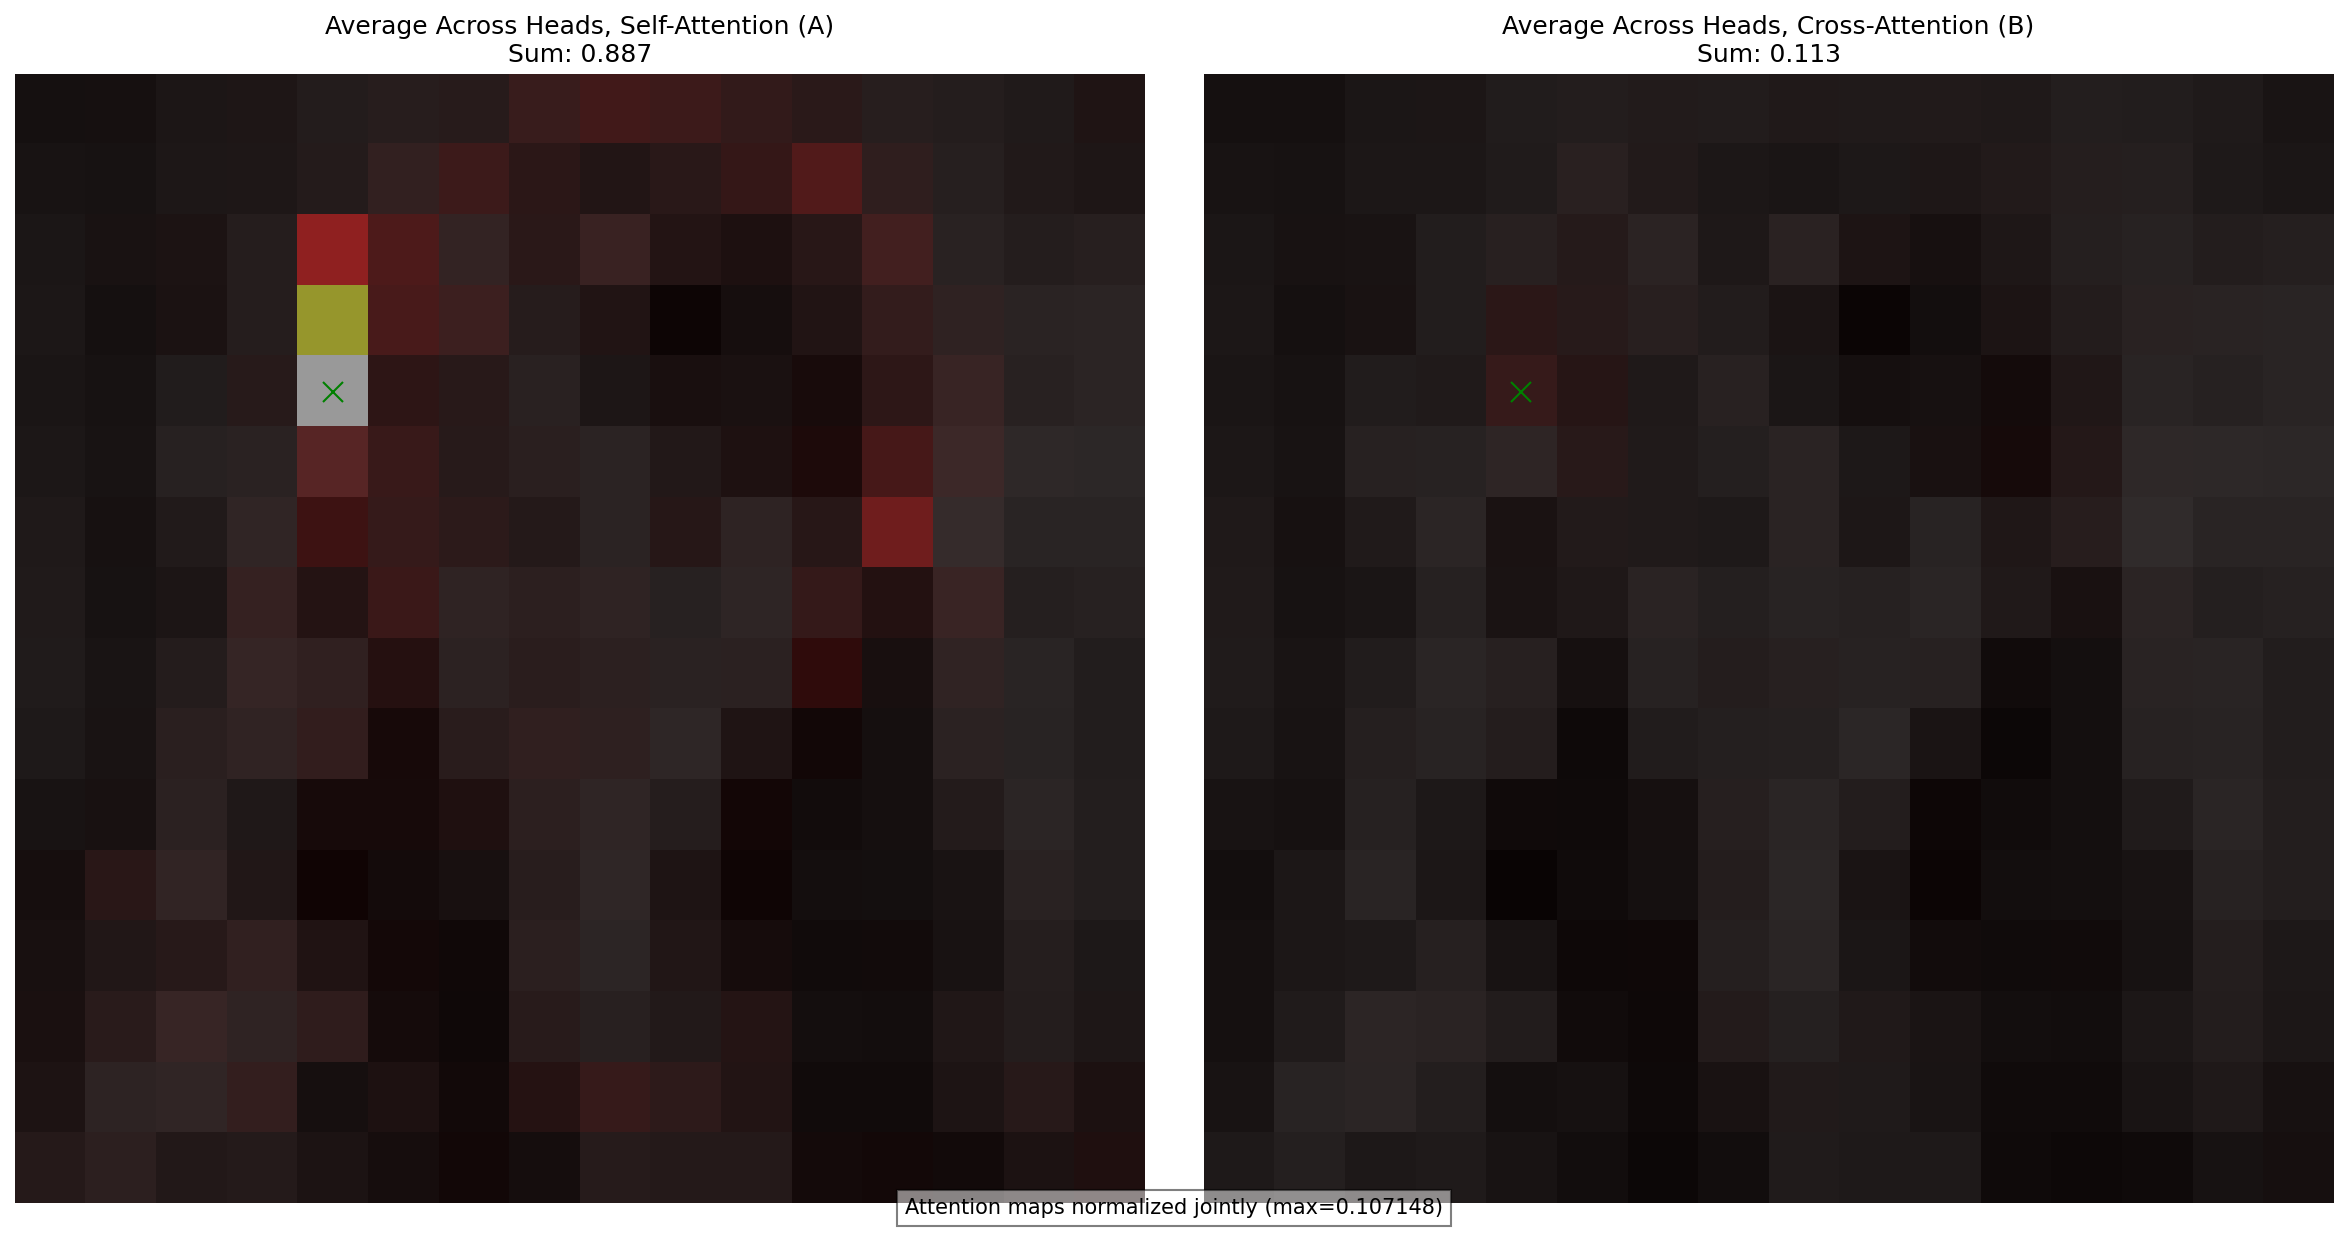 Average Across Heads, Self-Attention (A)
Sum: 0.887
Average Across Heads, Cross-Attention (B)
Sum: 0.113
Attention maps normalized jointly (max=0.107148)